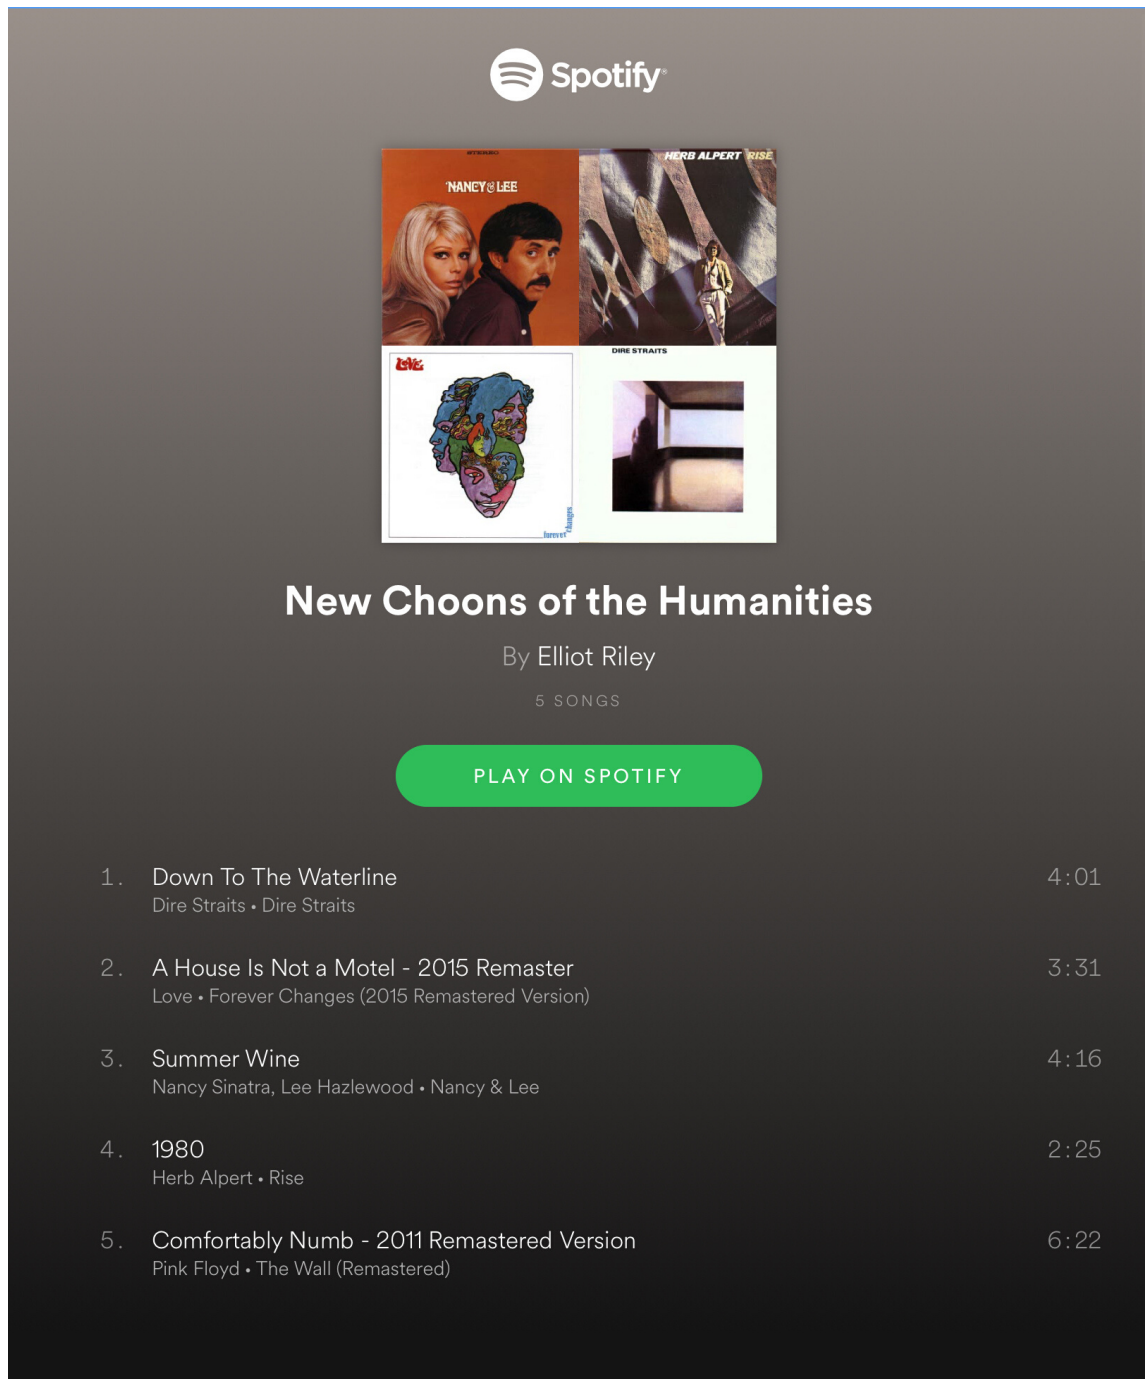 Spotify®
STEREO
NANCY & LEE
HERB ALPERT RISE
LOVE
forever changes
DIRE STRAITS
New Choons of the Humanities
By Elliot Riley
5 SONGS
PLAY ON SPOTIFY
1. Down To The Waterline 4:01
Dire Straits • Dire Straits
2. A House Is Not a Motel - 2015 Remaster 3:31
Love • Forever Changes (2015 Remastered Version)
3. Summer Wine 4:16
Nancy Sinatra, Lee Hazlewood • Nancy & Lee
4. 1980 2:25
Herb Alpert • Rise
5. Comfortably Numb - 2011 Remastered Version 6:22
Pink Floyd • The Wall (Remastered)